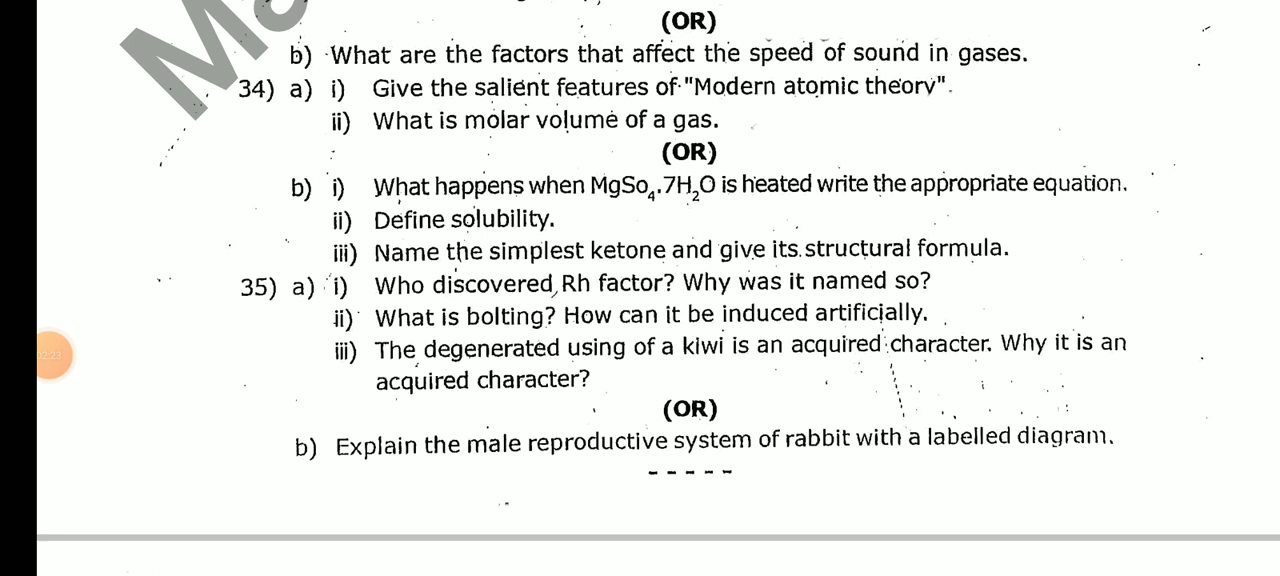 (OR)
b) What are the factors that affect the speed of sound in gases.
34) a) i) Give the salient features of "Modern atomic theory".
ii) What is molar volume of a gas.
(OR)
b) i) What happens when MgSo₄.7H₂O is heated write the appropriate equation.
ii) Define solubility.
iii) Name the simplest ketone and give its structural formula.
35) a) i) Who discovered Rh factor? Why was it named so?
ii) What is bolting? How can it be induced artificially.
iii) The degenerated using of a kiwi is an acquired character. Why it is an
acquired character?
(OR)
b) Explain the male reproductive system of rabbit with a labelled diagram.
- - - - -
02:23